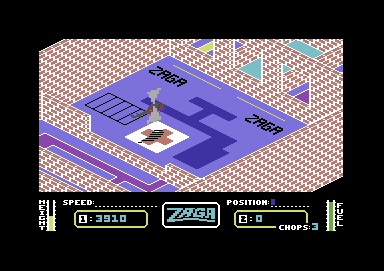 ZAGA
ZAGA
SPEED:
POSITION:
HEIGHT
1:3910
ZAGA
2:0
FUEL
CHOPS:3